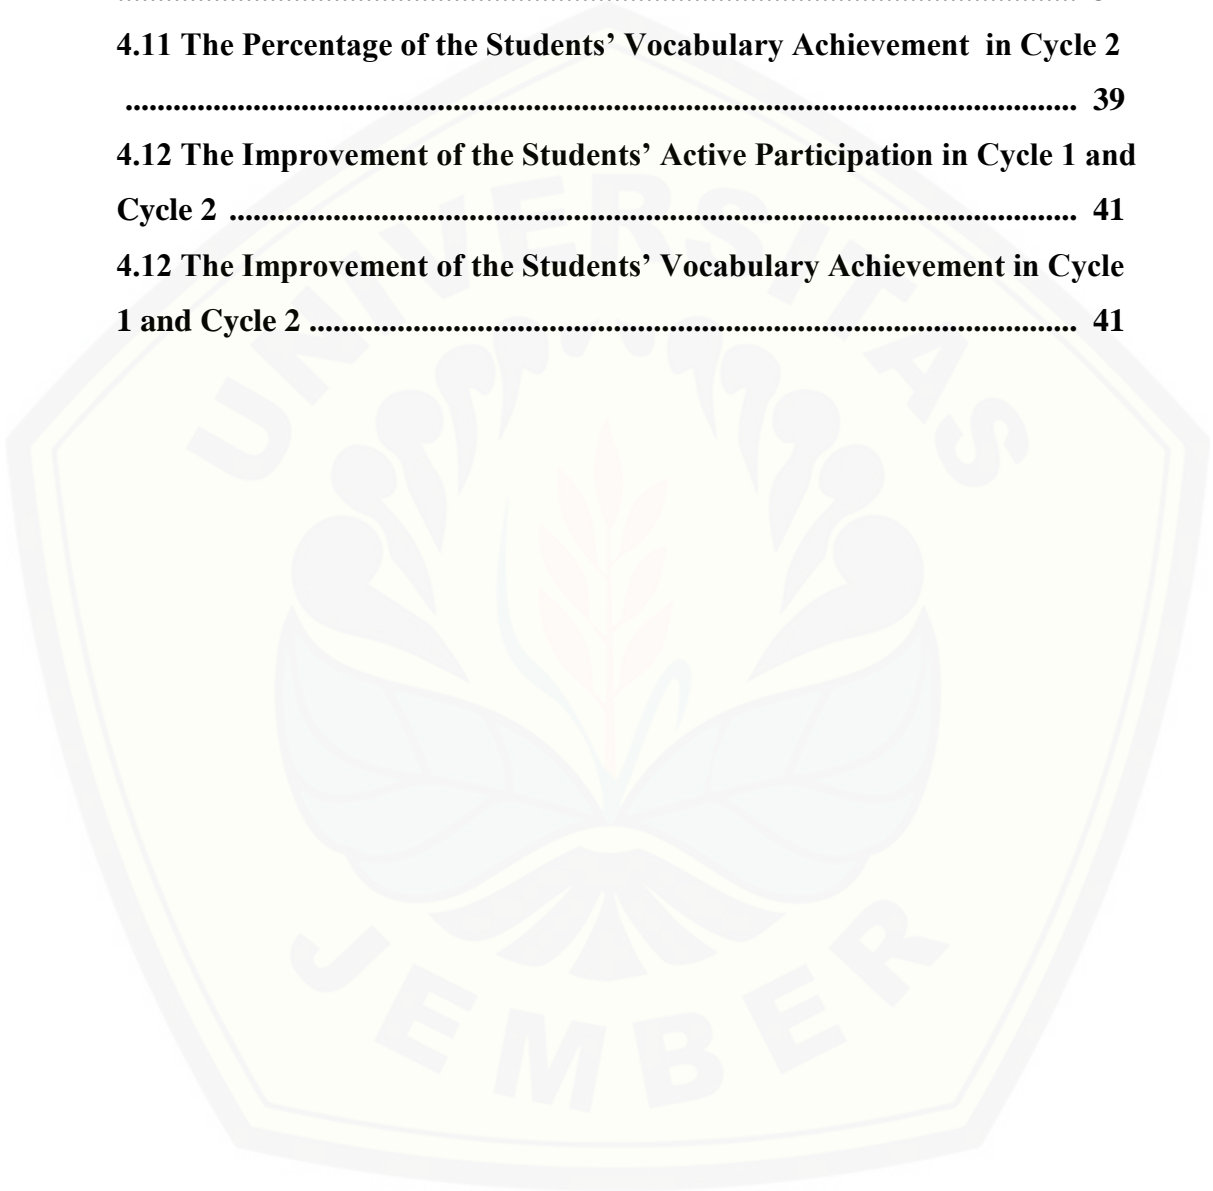 4.11 The Percentage of the Students’ Vocabulary Achievement  in Cycle 2
....................................................................................................................... 39
4.12 The Improvement of the Students’ Active Participation in Cycle 1 and
Cycle 2 .......................................................................................................... 41
4.12 The Improvement of the Students’ Vocabulary Achievement in Cycle
1 and Cycle 2 ................................................................................................ 41
UNIVERSITAS
JEMBER